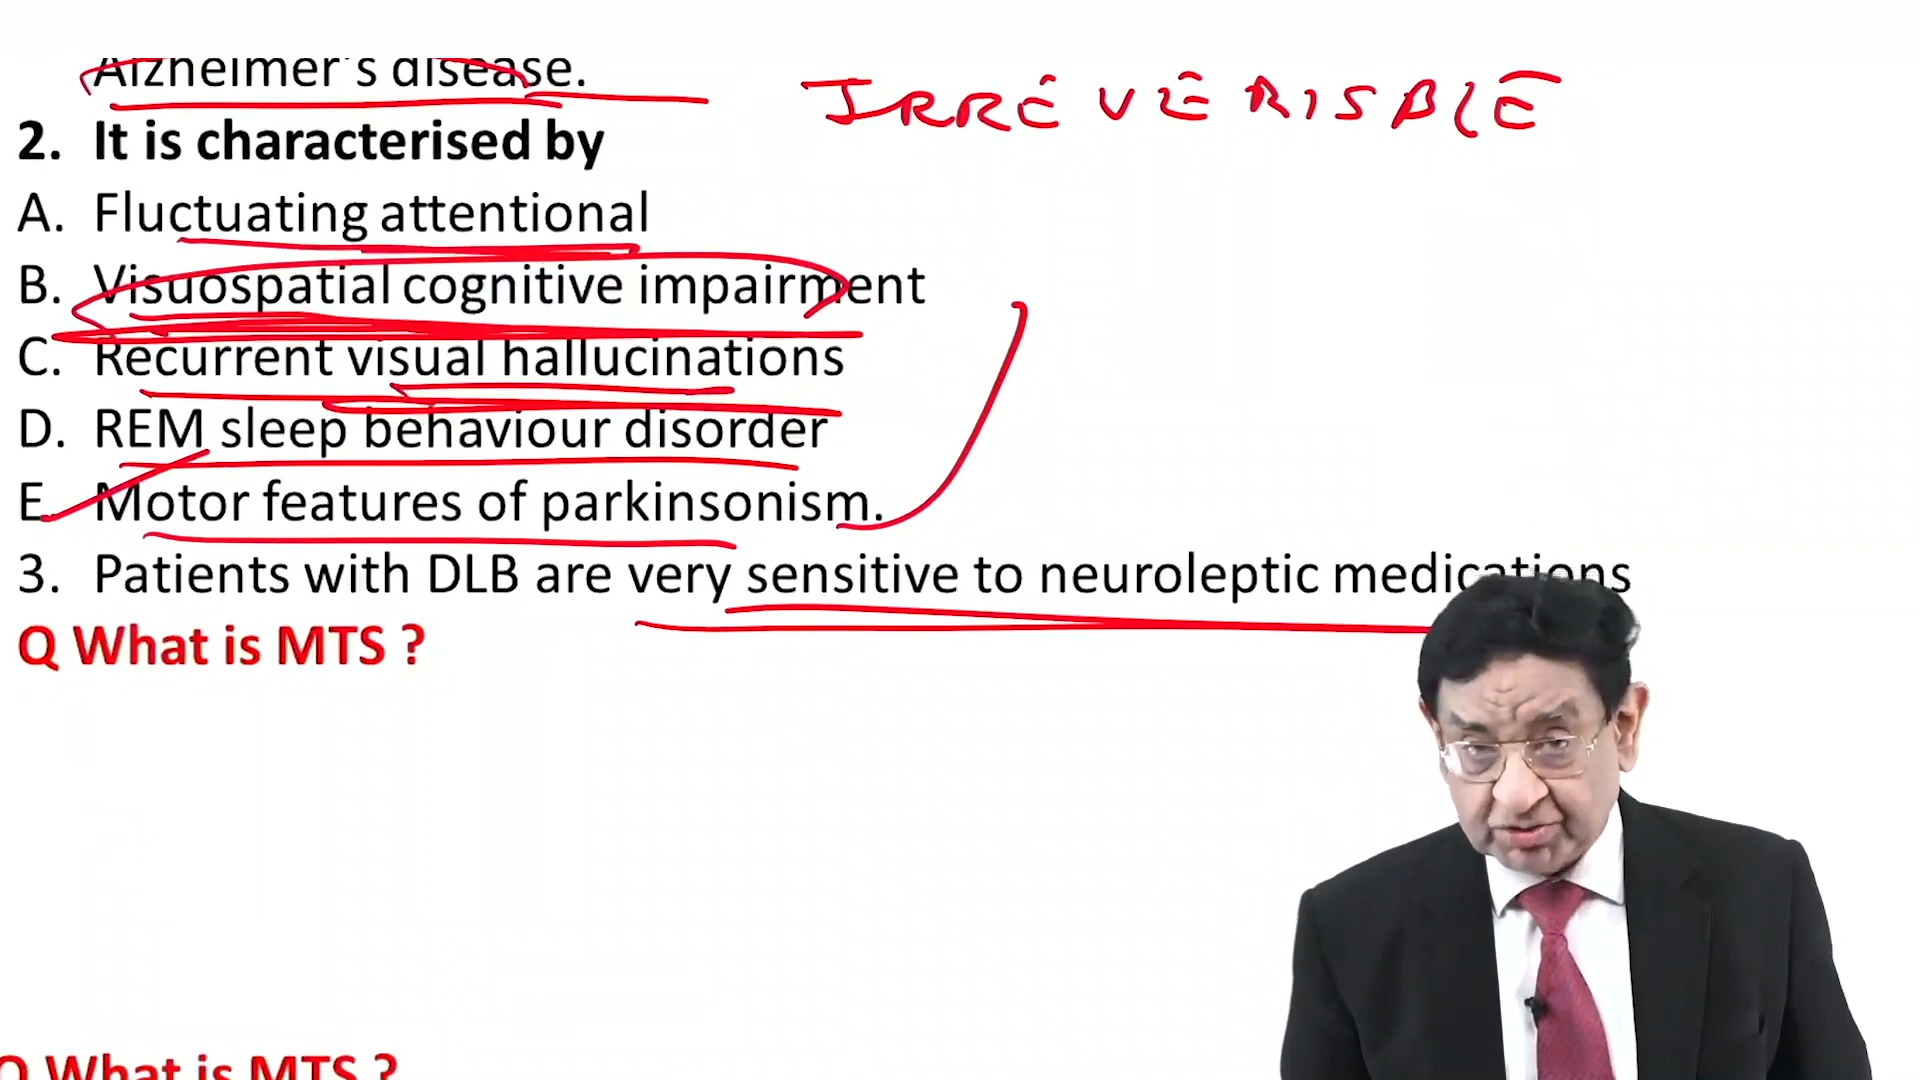 Alzheimer's disease.
IRREVERISBLE
2. It is characterised by
A. Fluctuating attentional
B. Visuospatial cognitive impairment
C. Recurrent visual hallucinations
D. REM sleep behaviour disorder
E. Motor features of parkinsonism.
3. Patients with DLB are very sensitive to neuroleptic medications
Q What is MTS ?
Q What is MTS ?